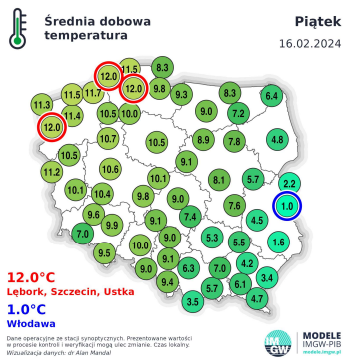 Średnia dobowa
temperatura
Piątek
16.02.2024
11.5 8.3
12.0
11.5 11.7 12.0 9.8 9.3 8.3 6.4
11.3
11.4 10.5 10.0 9.0 7.2
12.0
10.7 10.5 8.9 7.8 4.8
10.5 9.1
11.2 10.6
10.1 8.1 5.7 2.2
10.1 10.4 9.8 9.0 7.6 1.0
9.6 9.1 7.4 4.5
7.0 9.9
10.0 9.0 5.3 5.5 1.6
9.5 9.1
9.0 6.3 7.0 4.2 3.4
9.4 5.7 6.1
3.5 4.7
12.0°C
Lębork, Szczecin, Ustka
1.0°C
Włodawa
Dane operacyjne ze stacji synoptycznych. Prezentowane wartości
w procesie kontroli i weryfikacji mogą ulec zmianie. Czas lokalny.
Wizualizacja danych: dr Alan Mandal
IM
GW
MODELE
IMGW-PIB
modele.imgw.pl